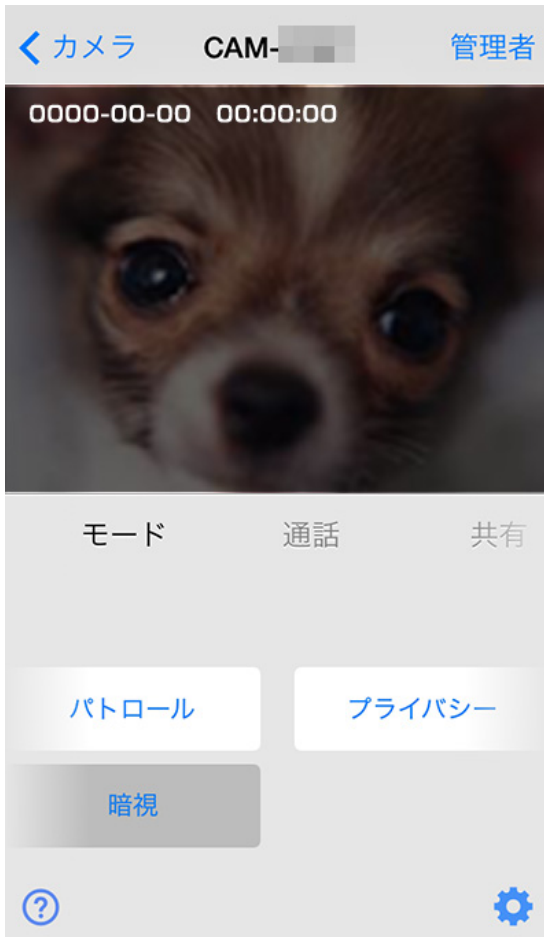 カメラ CAM- 管理者
0000-00-00 00:00:00
モード 通話 共有
パトロール プライバシー
暗視
?